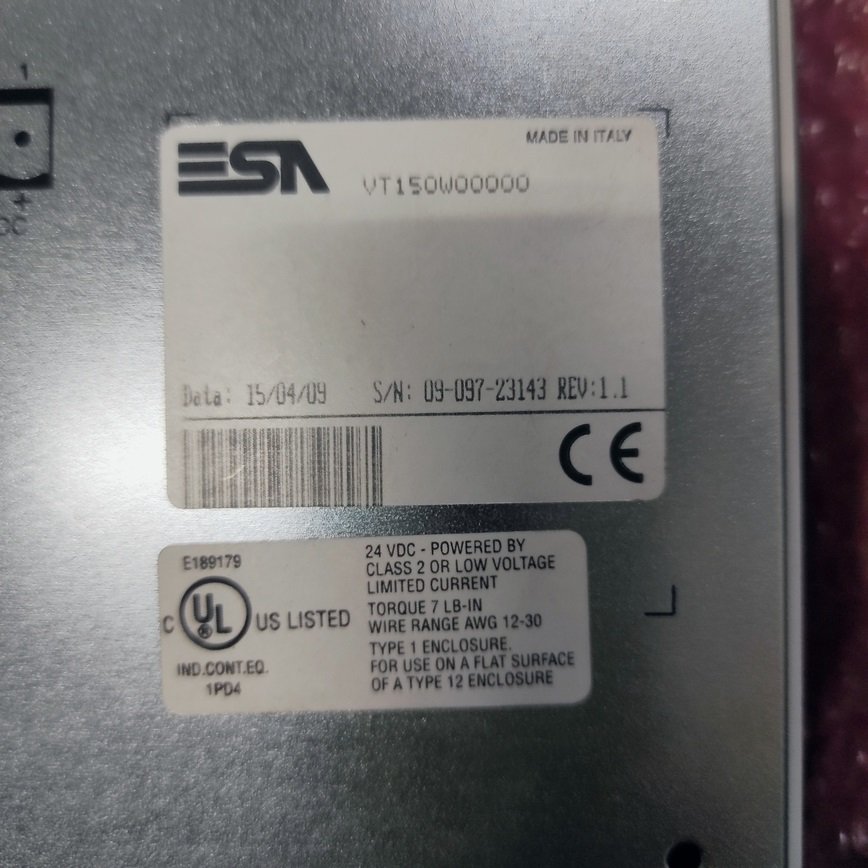 1
+
MADE IN ITALY
ESA
VT150W00000
Data: 15/04/09 S/N: 09-097-23143 REV:1.1
CE
E189179
C UL® US LISTED
IND.CONT.EQ.
1PD4
24 VDC - POWERED BY
CLASS 2 OR LOW VOLTAGE
LIMITED CURRENT
TORQUE 7 LB-IN
WIRE RANGE AWG 12-30
TYPE 1 ENCLOSURE.
FOR USE ON A FLAT SURFACE
OF A TYPE 12 ENCLOSURE